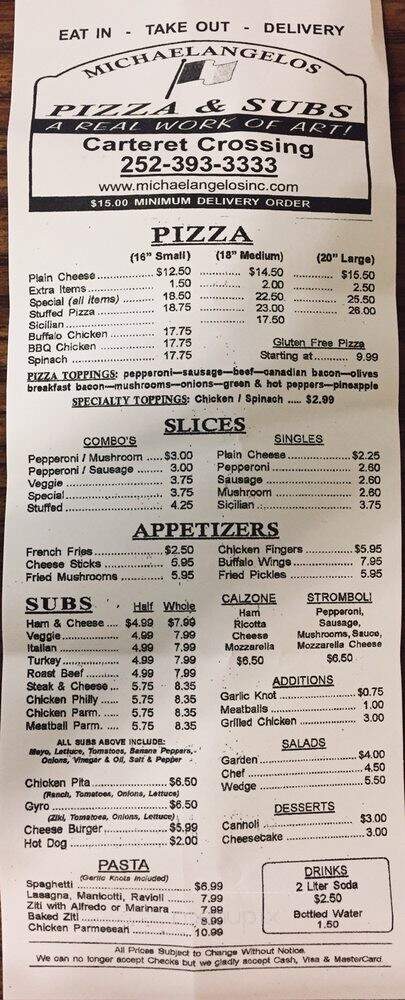 EAT IN - TAKE OUT - DELIVERY
MICHAELANGELOS
PIZZA & SUBS
A REAL WORK OF ART!
Carteret Crossing
252-393-3333
www.michaelangelosinc.com
$15.00 MINIMUM DELIVERY ORDER
PIZZA
(16" Small) (18" Medium) (20" Large)
Plain Cheese ................ $12.50 ............ $14.50 ............ $16.50
Extra Items ................ 1.50 ............ 2.00 ............ 2.50
Special (all items) ........ 18.50 ............ 22.50 ............ 25.50
Stuffed Pizza ............... 18.75 ............ 23.00 ............ 26.00
Sicilian ............ 17.50
Buffalo Chicken ............ 17.75
BBQ Chicken ............... 17.75 Gluten Free Pizza
Spinach ..................... 17.75 Starting at .......... 9.99
PIZZA TOPPINGS: pepperoni—sausage—beef—canadian bacon—olives
breakfast bacon—mushrooms—onions—green & hot peppers—pineapple
SPECIALTY TOPPINGS: Chicken / Spinach ..... $2.99
SLICES
COMBO'S SINGLES
Pepperoni / Mushroom ..... $3.00 Plain Cheese ................ $2.25
Pepperoni / Sausage ...... 3.00 Pepperoni ..................... 2.60
Veggie ........................ 3.75 Sausage ....................... 2.60
Special ........................ 3.75 Mushroom .................... 2.60
Stuffed ........................ 4.25 Sicilian ......................... 3.75
APPETIZERS
French Fries .................. $2.50 Chicken Fingers ............ $5.95
Cheese Sticks ............... 6.95 Buffalo Wings ................ 7.95
Fried Mushrooms ............ 5.95 Fried Pickles ................. 5.95
SUBS Half Whole
Ham & Cheese .... $4.99 $7.99
Veggie ............... 4.99 7.99
Italian ................. 4.99 7.99
Turkey ................ 4.99 7.99
Roast Beef ......... 4.99 7.99
Steak & Cheese ... 5.75 8.35
Chicken Philly ..... 5.75 8.35
Chicken Parm. ..... 5.75 8.35
Meatball Parm. .... 5.75 8.35
ALL SUBS ABOVE INCLUDE:
Mayo, Lettuce, Tomatoes, Banana Peppers,
Onions, Vinegar & Oil, Salt & Pepper
Chicken Pita ..................... $6.50
(Ranch, Tomatoes, Onions, Lettuce)
Gyro .............................. $6.50
(Ziki, Tomatoes, Onions, Lettuce)
Cheese Burger .................. $5.99
Hot Dog .......................... $2.00
CALZONE STROMBOLI
Ham Pepperoni,
Ricotta Sausage,
Cheese Mushrooms, Sauce,
Mozzarella Mozzarella Cheese
$6.50 $6.50
ADDITIONS
Garlic Knot ..................... $0.75
Meatballs ....................... 1.00
Grilled Chicken ............... 3.00
SALADS
Garden ......................... $4.00
Chef ............................. 4.50
Wedge ........................... 5.50
DESSERTS
Cannoli ......................... $3.00
Cheesecake .................... 3.00
PASTA
(Garlic Knots Included)
Spaghetti ........................ $6.99
Lasagna, Manicotti, Ravioli ....... 7.99
Ziti with Alfredo or Marinara .... 7.99
Baked Ziti ........................ 8.99
Chicken Parmesean ............ 10.99
DRINKS
2 Liter Soda
$2.50
Bottled Water
1.50
All Prices Subject to Change Without Notice.
We can no longer accept Checks but we gladly accept Cash, Visa & MasterCard.